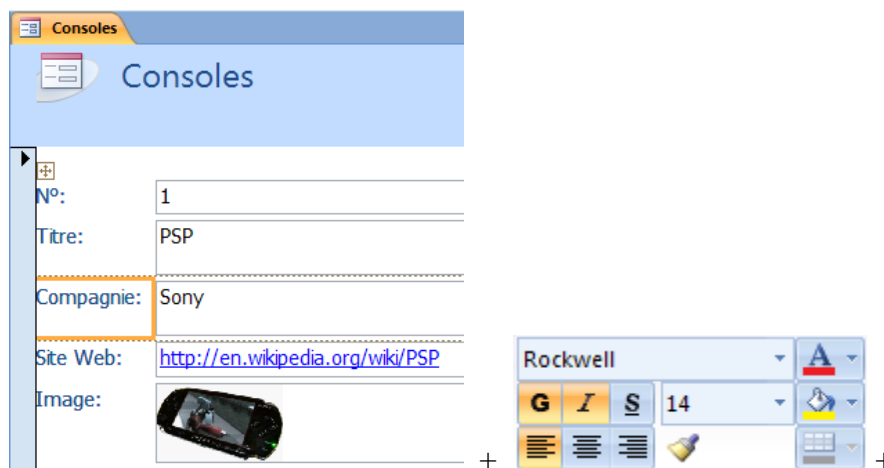 Consoles
Consoles
Nº:
1
Titre:
PSP
Compagnie:
Sony
Site Web:
http://en.wikipedia.org/wiki/PSP
Image:
+
Rockwell
A
G I S
14
+